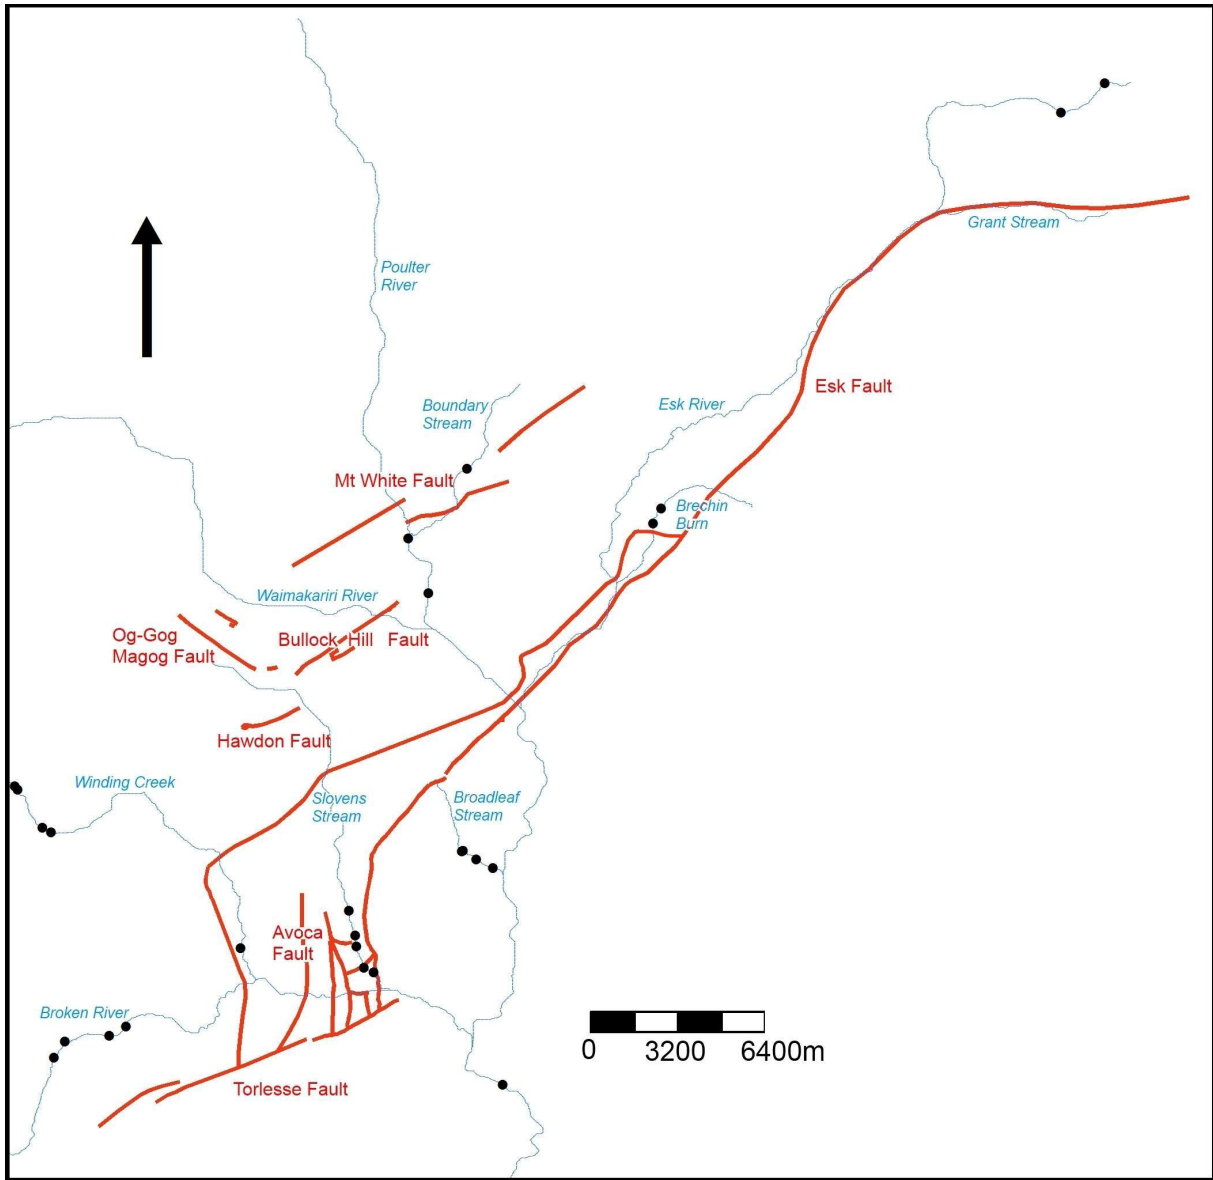 Grant Stream
Poulter
River
Esk Fault
Boundary
Stream
Esk River
Mt White Fault
Brechin
Burn
Waimakariri River
Og-Gog
Magog Fault
Bullock Hill Fault
Hawdon Fault
Winding Creek
Slovens
Stream
Broadleaf
Stream
Avoca
Fault
Broken River
0 3200 6400m
Torlesse Fault